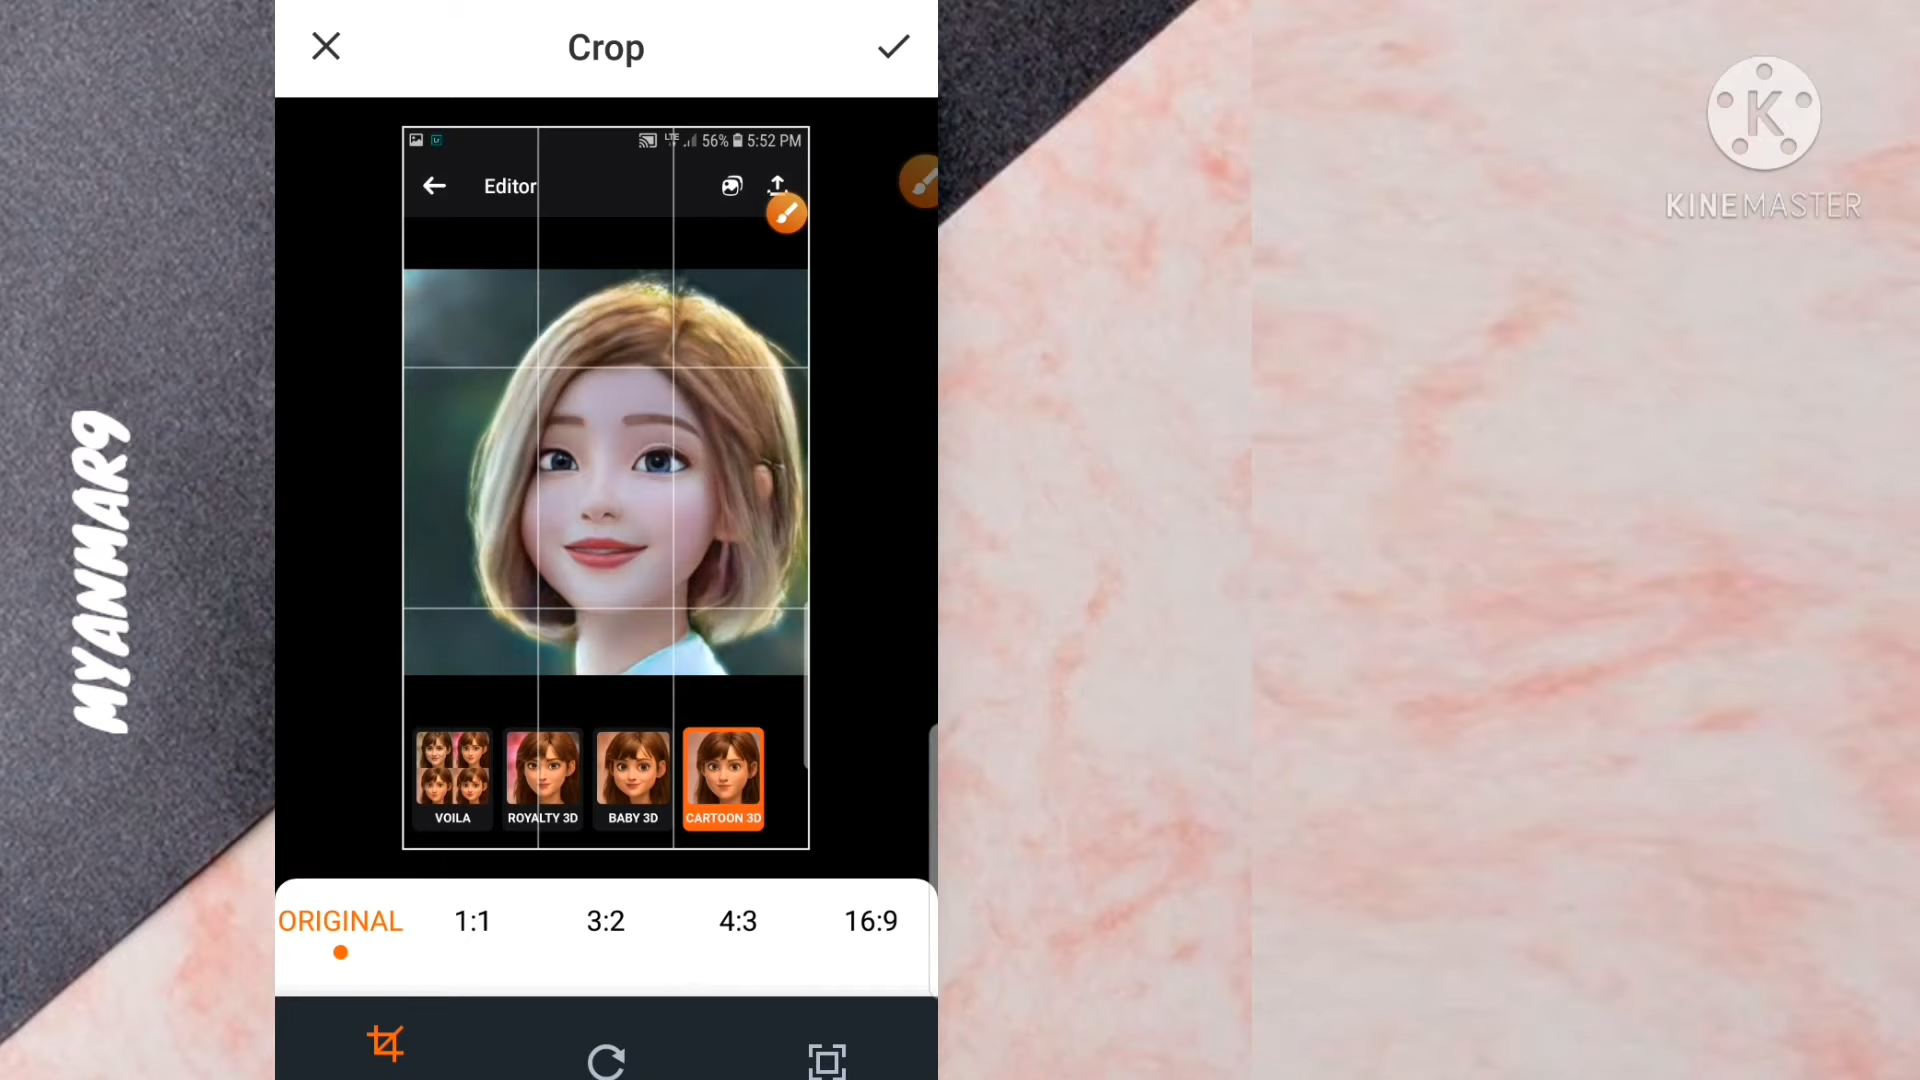 Crop
LTE 56% 5:52 PM
Editor
KINEMASTER
MYANMAR9
VOILA
ROYALTY 3D
BABY 3D
CARTOON 3D
ORIGINAL
1:1
3:2
4:3
16:9